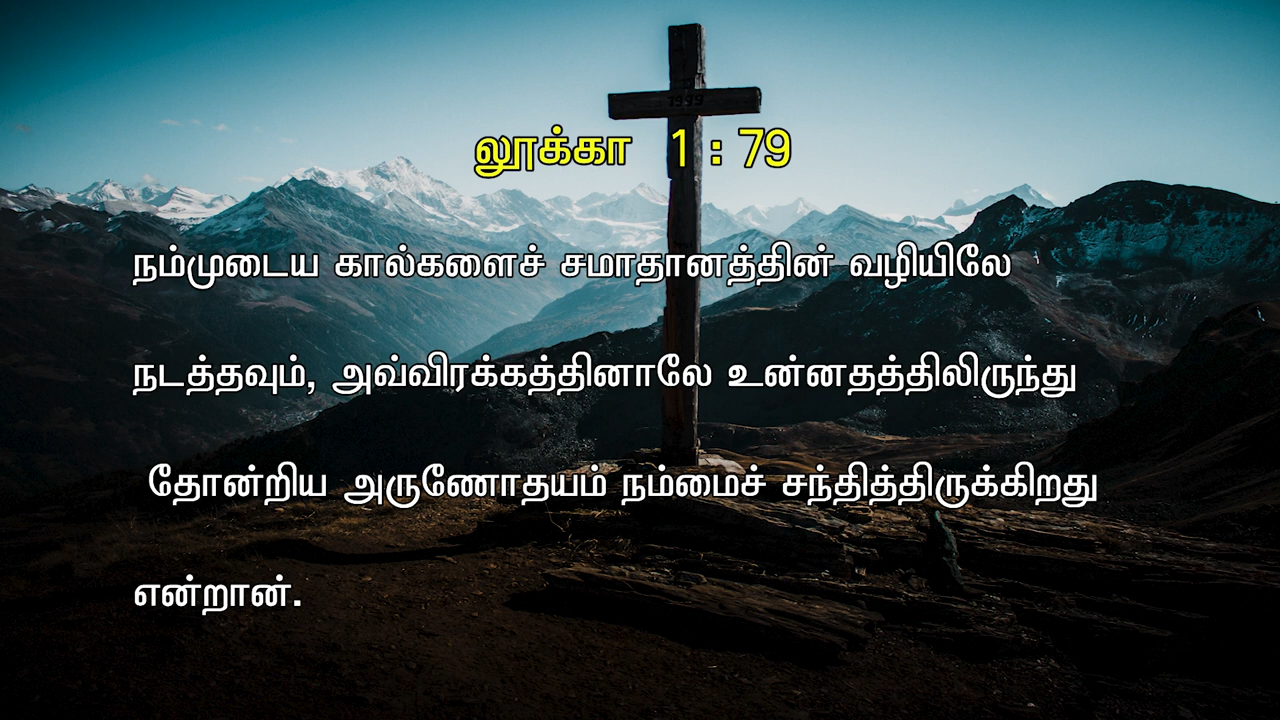 1999
லூக்கா 1 : 79
நம்முடைய கால்களைச் சமாதானத்தின் வழியிலே
நடத்தவும், அவ்விரக்கத்தினாலே உன்னதத்திலிருந்து
தோன்றிய அருணோதயம் நம்மைச் சந்தித்திருக்கிறது
என்றான்.